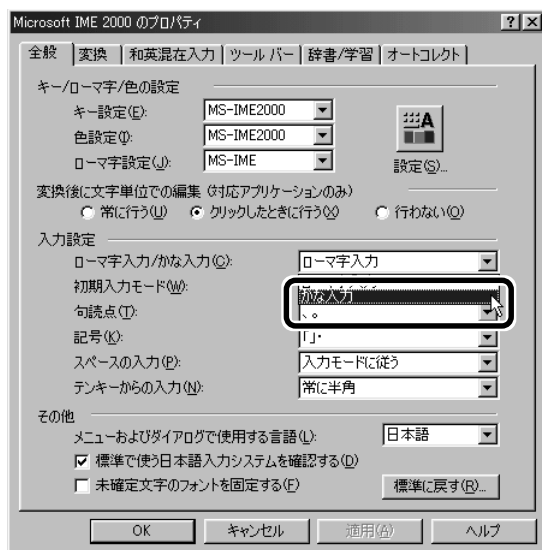 Microsoft IME 2000 のプロパティ
全般 変換 和英混在入力 ツール バー 辞書/学習 オートコレクト
キー/ローマ字/色の設定
キー設定(E): MS-IME2000
色設定(I): MS-IME2000
ローマ字設定(J): MS-IME
設定(S)...
変換後に文字単位での編集 (対応アプリケーションのみ)
常に行う(U) クリックしたときに行う(X) 行わない(O)
入力設定
ローマ字入力/かな入力(C): ローマ字入力
初期入力モード(W):
かな入力
句読点(T): 、。
記号(K): 「」・
スペースの入力(P): 入力モードに従う
テンキーからの入力(N): 常に半角
その他
メニューおよびダイアログで使用する言語(L): 日本語
標準で使う日本語入力システムを確認する(D)
未確定文字のフォントを固定する(F)
標準に戻す(R)...
OK キャンセル 適用(A) ヘルプ